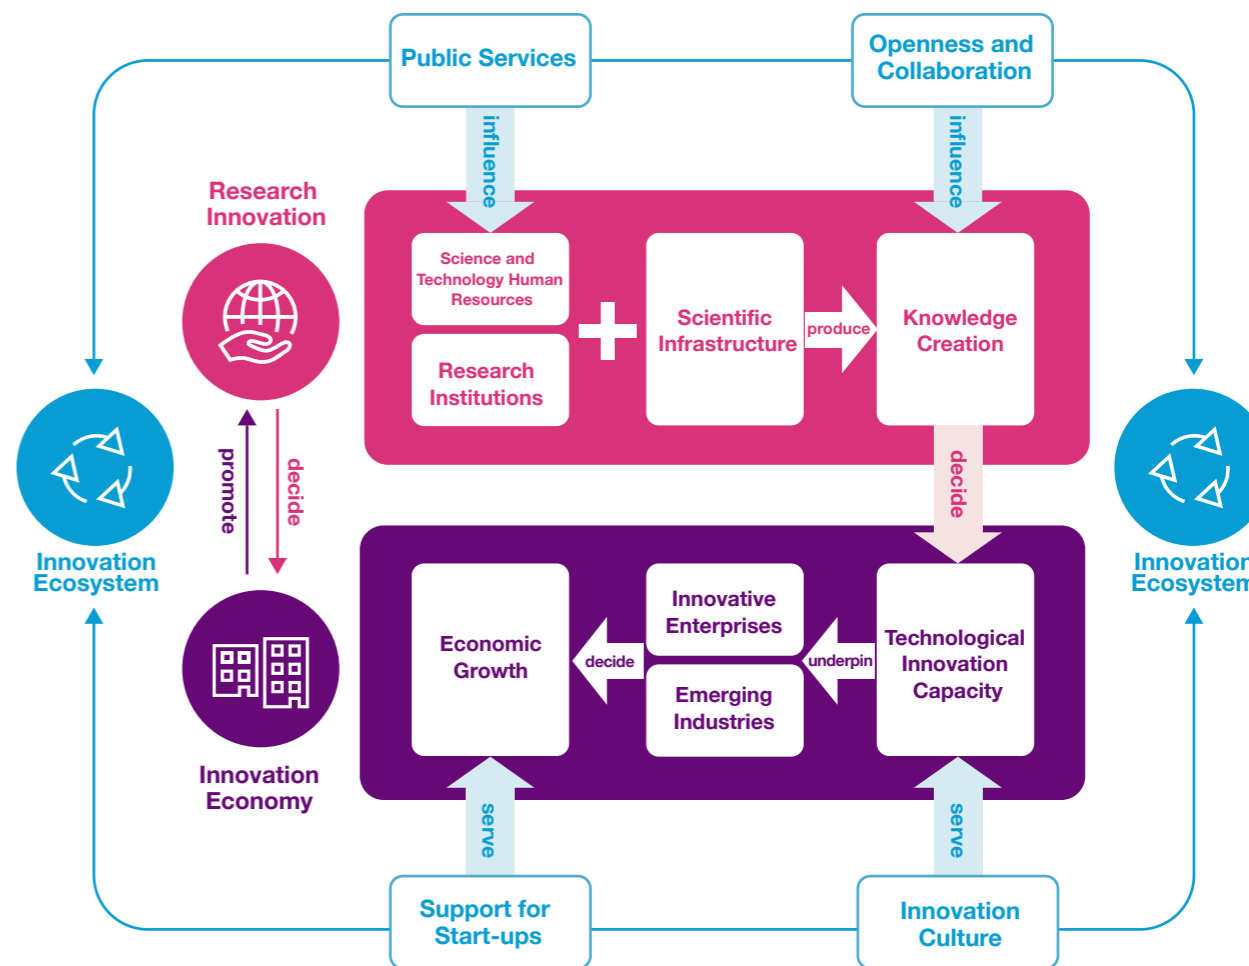 Public Services
Openness and
Collaboration
influence
influence
Research
Innovation
Science and
Technology Human
Resources
Research
Institutions
Scientific
Infrastructure
produce
Knowledge
Creation
promote
decide
decide
Innovation
Ecosystem
Innovation
Ecosystem
Economic
Growth
decide
Innovative
Enterprises
Emerging
Industries
underpin
Technological
Innovation
Capacity
Innovation
Economy
serve
serve
Support for
Start-ups
Innovation
Culture